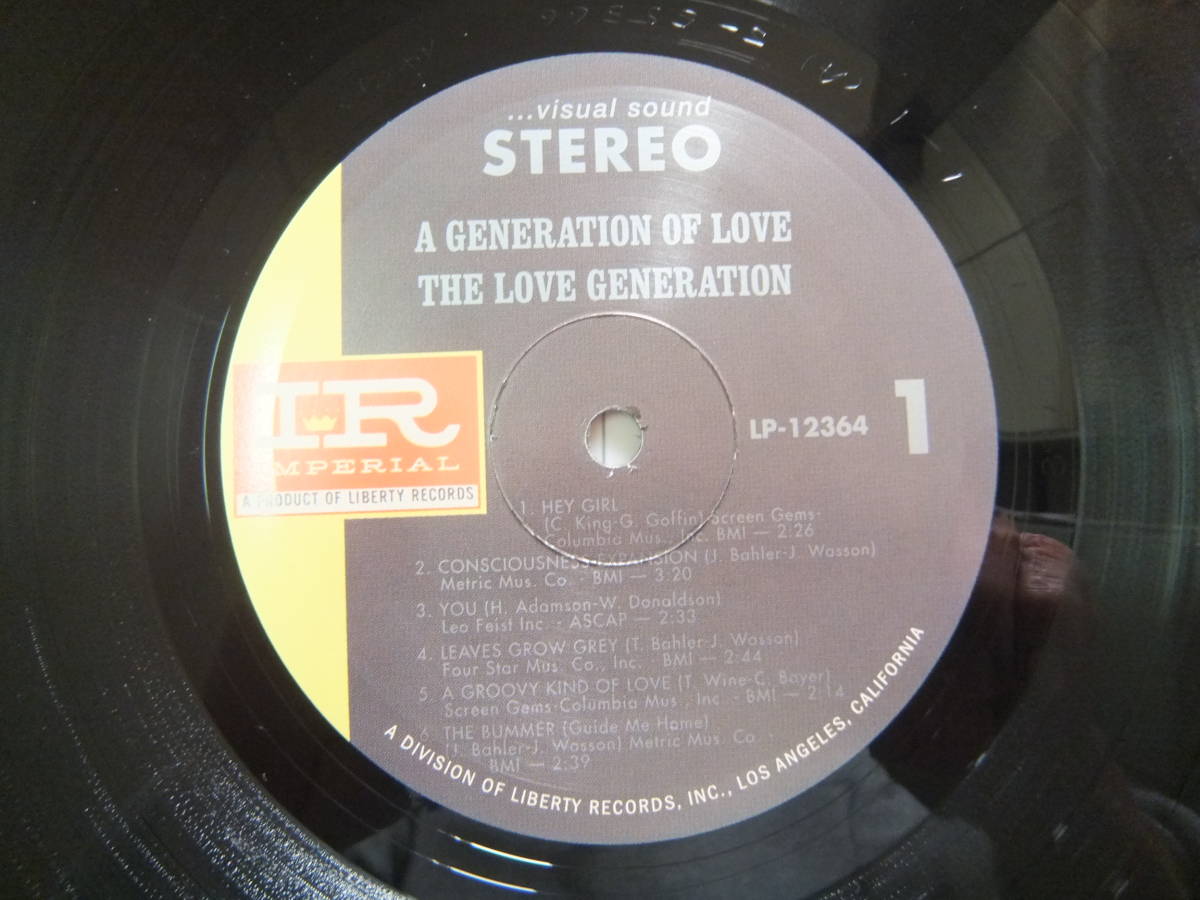 ...visual sound
STEREO
A GENERATION OF LOVE
THE LOVE GENERATION
IR
IMPERIAL
A PRODUCT OF LIBERTY RECORDS
LP-12364
1
1. HEY GIRL
(C. King-G. Goffin) Screen Gems-
Columbia Mus., Inc. BMI — 2:26
2. CONSCIOUSNESS EXPANSION (J. Bahler-J. Wasson)
Metric Mus. Co. - BMI — 3:20
3. YOU (H. Adamson-W. Donaldson)
Leo Feist Inc. - ASCAP — 2:33
4. LEAVES GROW GREY (T. Bahler-J. Wasson)
Four Star Mus. Co., Inc. BMI — 2:44
5. A GROOVY KIND OF LOVE (T. Wine-C. Bayer)
Screen Gems-Columbia Mus., Inc. - BMI — 2:14
6. THE BUMMER (Guide Me Home)
(J. Bahler-J. Wasson) Metric Mus. Co. -
BMI — 2:39
A DIVISION OF LIBERTY RECORDS, INC., LOS ANGELES, CALIFORNIA